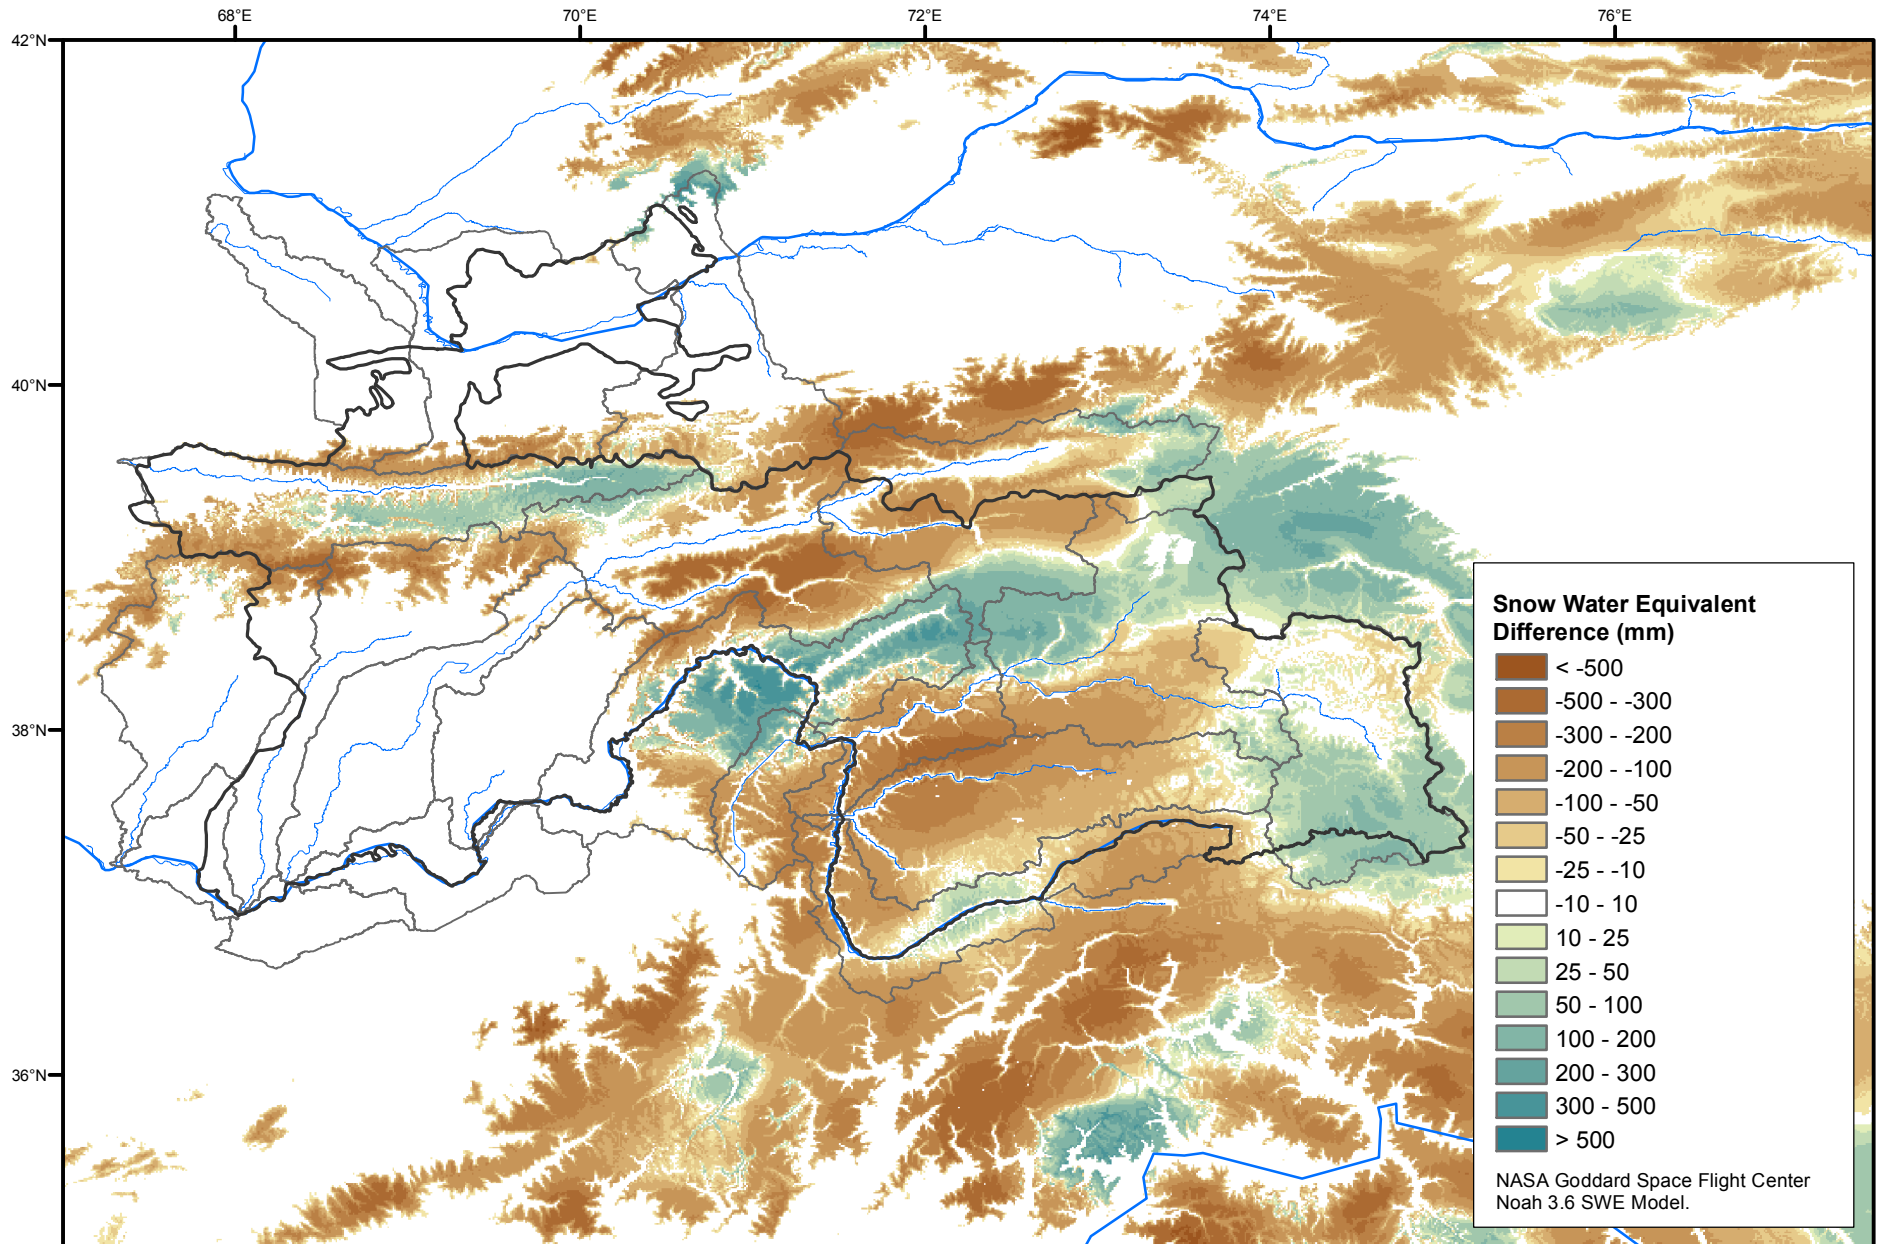 68°E
70°E
72°E
74°E
76°E
42°N
40°N
38°N
36°N
Snow Water Equivalent
Difference (mm)
< -500
-500 - -300
-300 - -200
-200 - -100
-100 - -50
-50 - -25
-25 - -10
-10 - 10
10 - 25
25 - 50
50 - 100
100 - 200
200 - 300
300 - 500
> 500
NASA Goddard Space Flight Center
Noah 3.6 SWE Model.